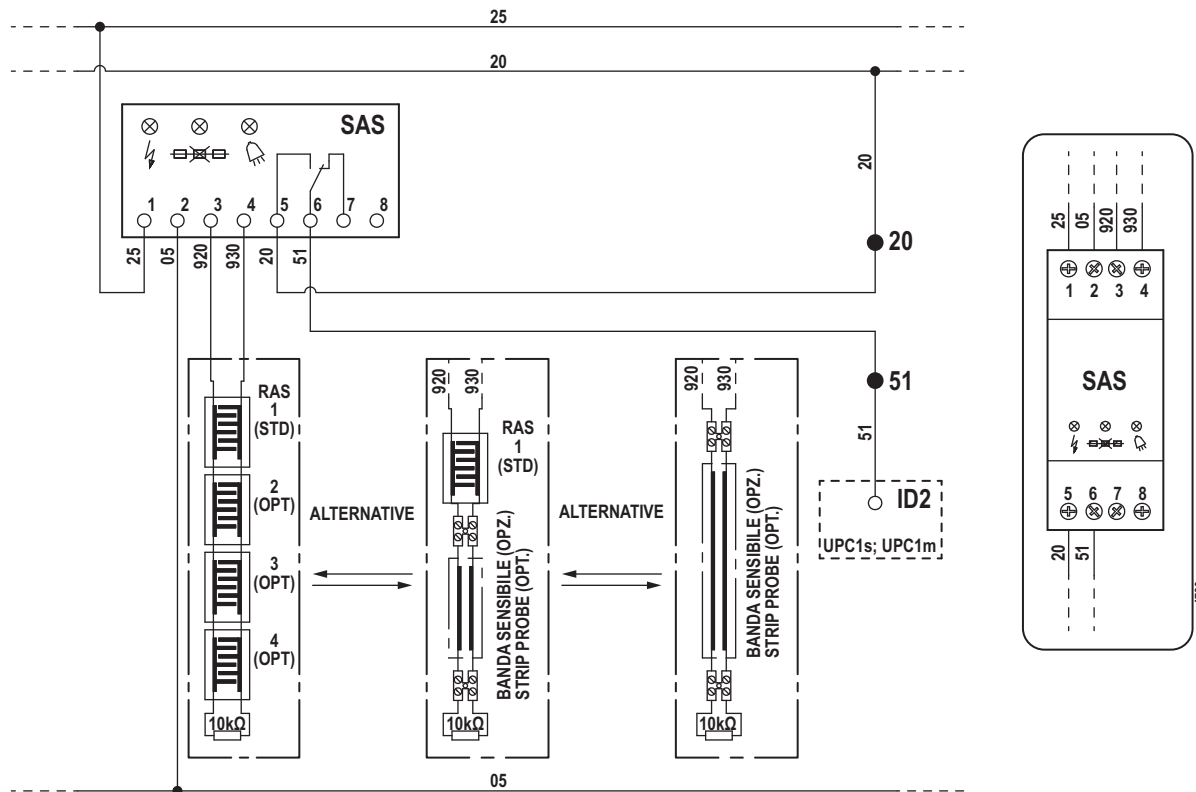 25
20
SAS
1 2 3 4 5 6 7 8
25 05 920 930 20 51
20
20
51
51
ID2
UPC1s; UPC1m
RAS
1
(STD)
2
(OPT)
3
(OPT)
4
(OPT)
10kΩ
ALTERNATIVE
920 930
RAS
1
(STD)
BANDA SENSIBILE (OPZ.)
STRIP PROBE (OPT.)
10kΩ
ALTERNATIVE
920 930
BANDA SENSIBILE (OPZ.)
STRIP PROBE (OPT.)
10kΩ
05
25 05 920 930
1 2 3 4
SAS
5 6 7 8
20 51